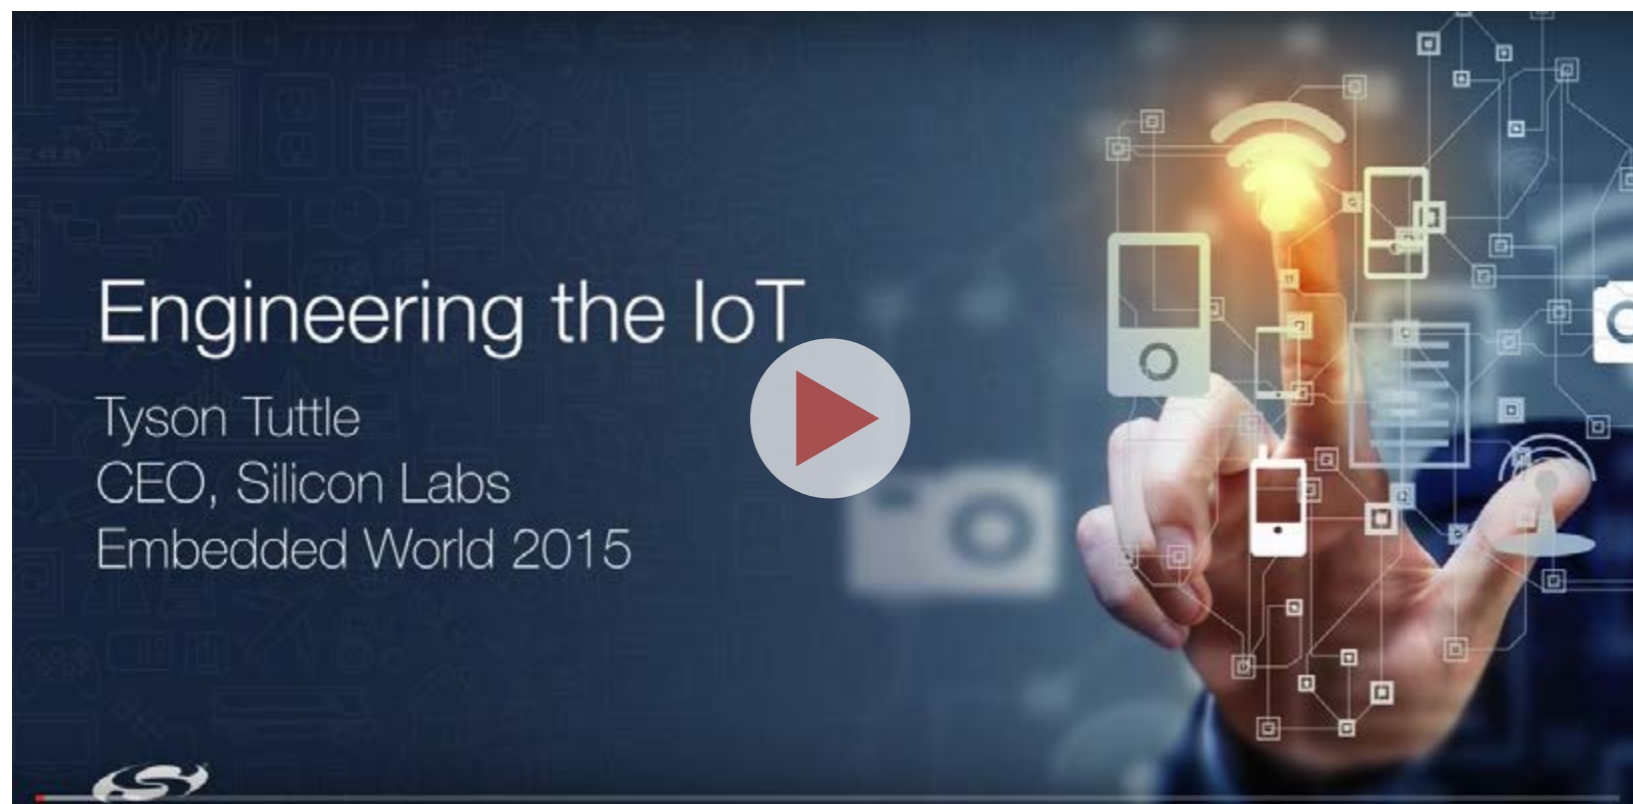 Engineering the IoT
Tyson Tuttle
CEO, Silicon Labs
Embedded World 2015